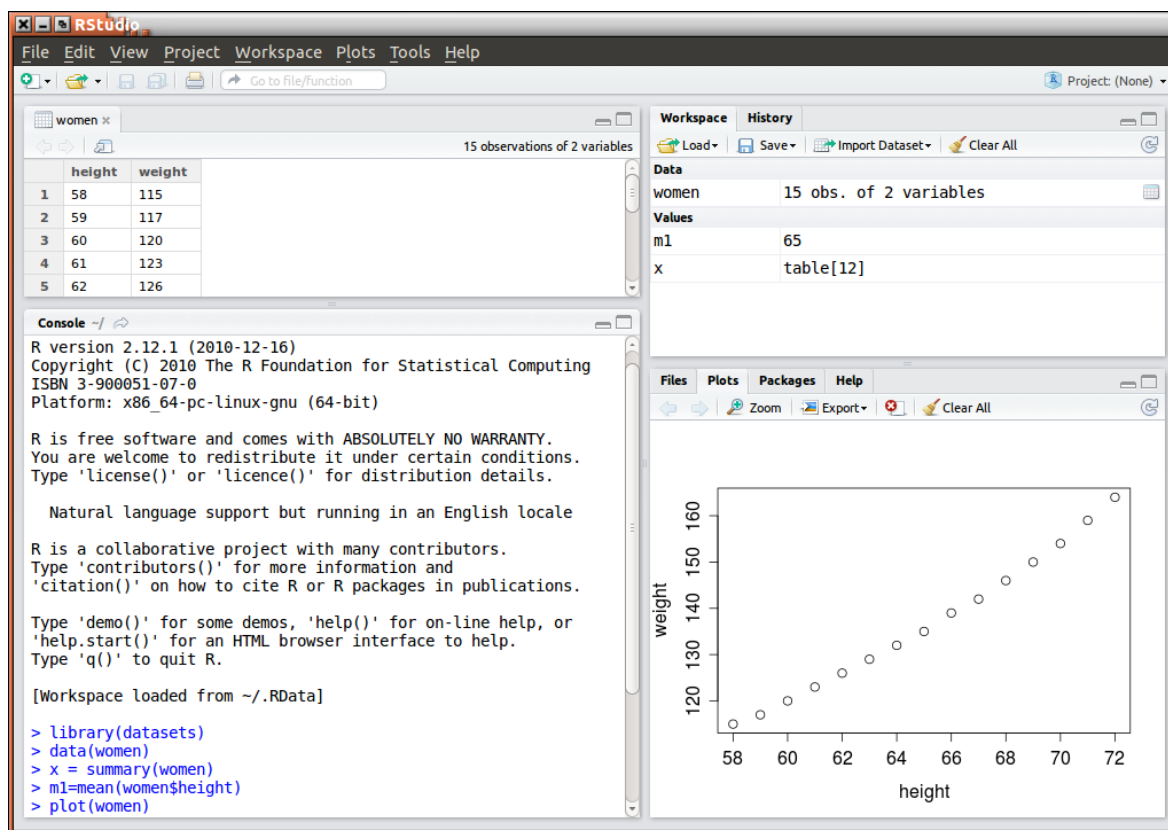 RStudio
File Edit View Project Workspace Plots Tools Help
Go to file/function
Project: (None)
women
15 observations of 2 variables
height weight
1 58 115
2 59 117
3 60 120
4 61 123
5 62 126
Console ~/
R version 2.12.1 (2010-12-16)
Copyright (C) 2010 The R Foundation for Statistical Computing
ISBN 3-900051-07-0
Platform: x86_64-pc-linux-gnu (64-bit)
R is free software and comes with ABSOLUTELY NO WARRANTY.
You are welcome to redistribute it under certain conditions.
Type 'license()' or 'licence()' for distribution details.
Natural language support but running in an English locale
R is a collaborative project with many contributors.
Type 'contributors()' for more information and
'citation()' on how to cite R or R packages in publications.
Type 'demo()' for some demos, 'help()' for on-line help, or
'help.start()' for an HTML browser interface to help.
Type 'q()' to quit R.
[Workspace loaded from ~/.RData]
> library(datasets)
> data(women)
> x = summary(women)
> m1=mean(women$height)
> plot(women)
Workspace History
Load Save Import Dataset Clear All
Data
women 15 obs. of 2 variables
Values
m1 65
x table[12]
Files Plots Packages Help
Zoom Export Clear All
weight
160
150
140
130
120
58 60 62 64 66 68 70 72
height